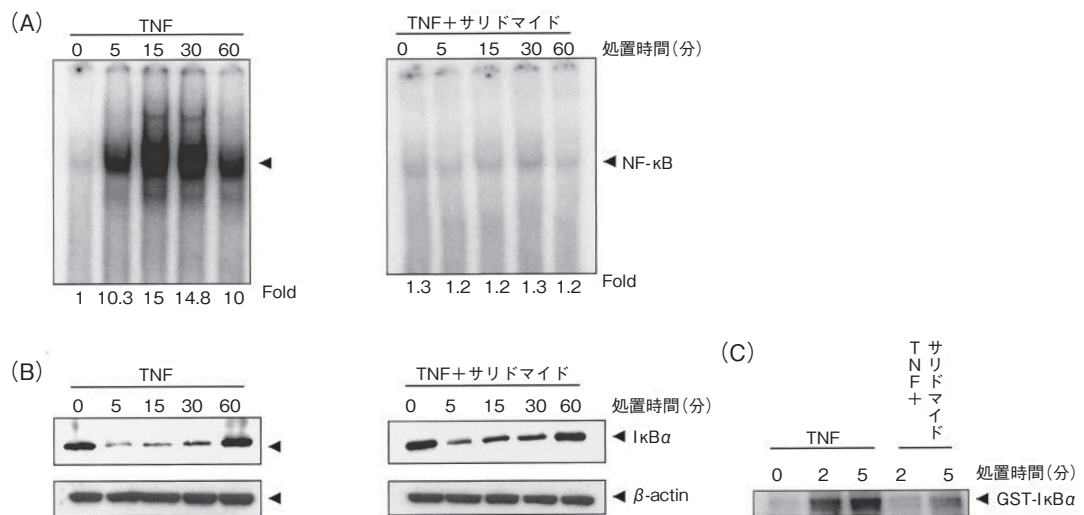 (A)
TNF
0 5 15 30 60
TNF+サリドマイド
0 5 15 30 60 処置時間(分)
NF-κB
1 10.3 15 14.8 10 Fold
1.3 1.2 1.2 1.3 1.2 Fold
(B)
TNF
0 5 15 30 60
TNF+サリドマイド
0 5 15 30 60 処置時間(分)
IκBα
β-actin
(C)
TNF
TNF+
サリドマイド
0 2 5 2 5 処置時間(分)
GST-IκBα